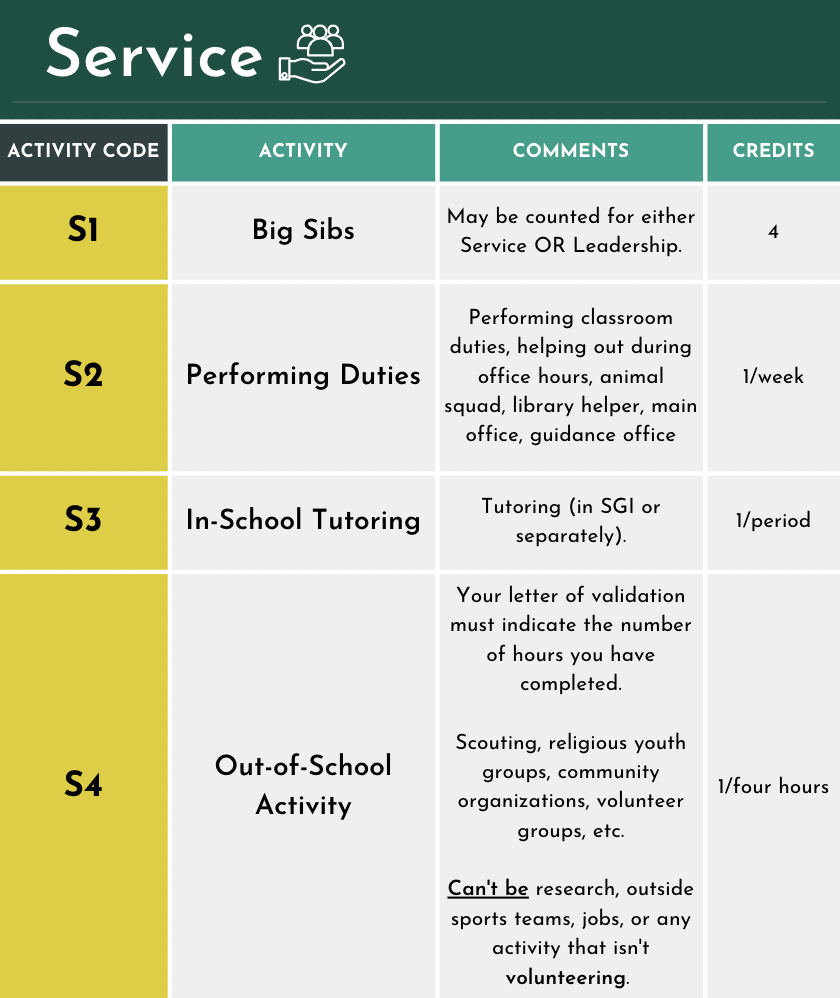 Service
ACTIVITY CODE
ACTIVITY
COMMENTS
CREDITS
S1
Big Sibs
May be counted for either
Service OR Leadership.
4
S2
Performing Duties
Performing classroom
duties, helping out during
office hours, animal
squad, library helper, main
office, guidance office
1/week
S3
In-School Tutoring
Tutoring (in SGI or
separately).
1/period
S4
Out-of-School
Activity
Your letter of validation
must indicate the number
of hours you have
completed.
Scouting, religious youth
groups, community
organizations, volunteer
groups, etc.
Can't be research, outside
sports teams, jobs, or any
activity that isn't
volunteering.
1/four hours